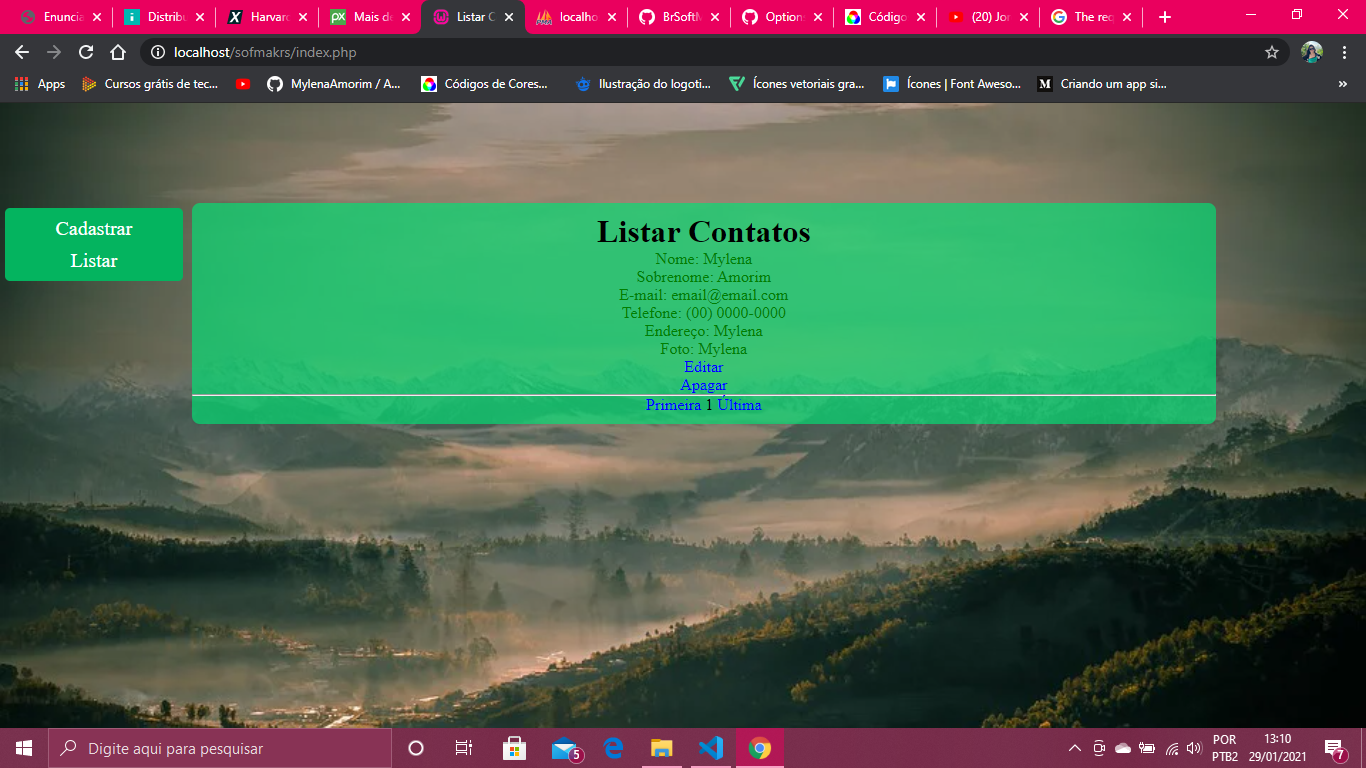 Enuncia
Distribu
Harvard
Mais de
Listar C
localho
BrSoftM
Options
Código
(20) Jor
The req
localhost/sofmakrs/index.php
Apps
Cursos grátis de tec...
MylenaAmorim / A...
Códigos de Cores...
Ilustração do logoti...
Ícones vetoriais gra...
Ícones | Font Aweso...
Criando um app si...
Cadastrar
Listar
Listar Contatos
Nome: Mylena
Sobrenome: Amorim
E-mail: email@email.com
Telefone: (00) 0000-0000
Endereço: Mylena
Foto: Mylena
Editar
Apagar
Primeira 1 Última
Digite aqui para pesquisar
5
POR
PTB2
13:10
29/01/2021
7